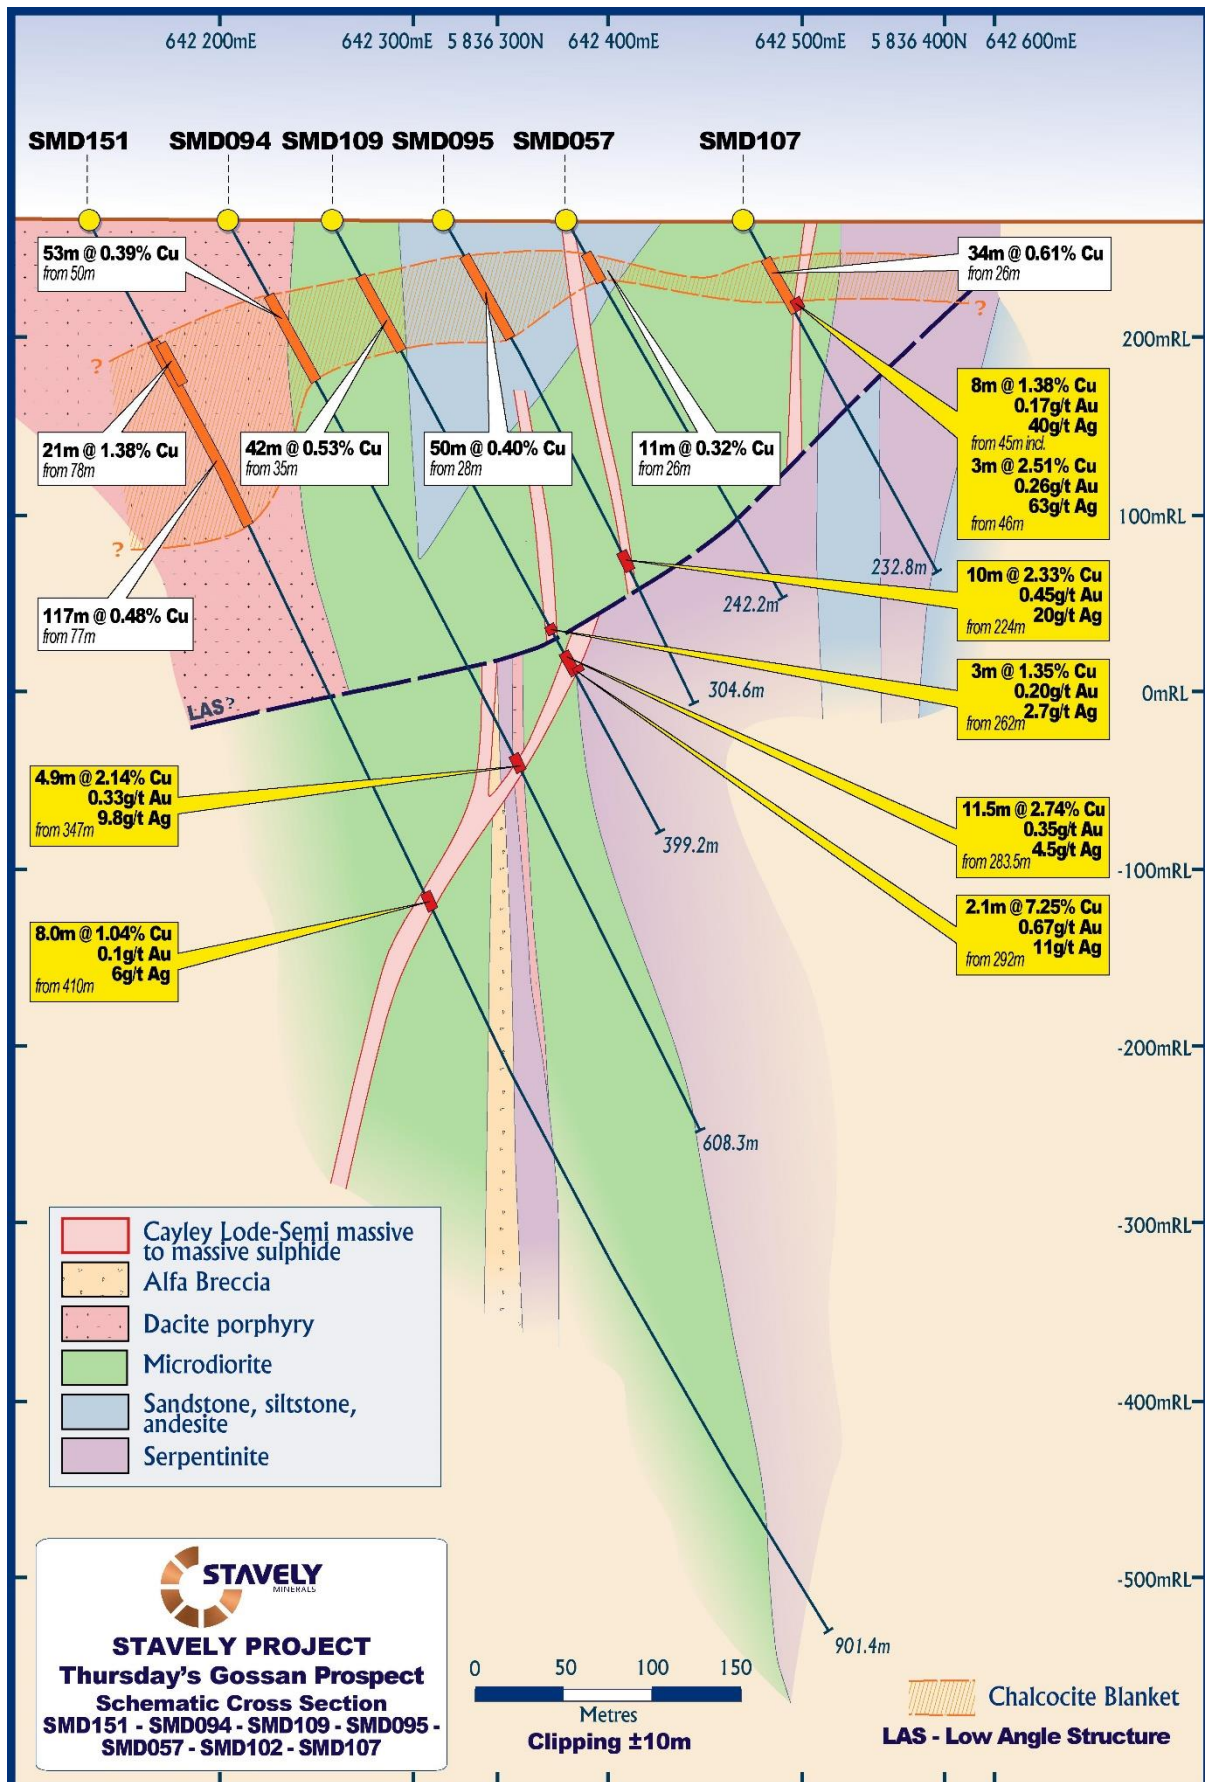 642 200mE 642 300mE 5 836 300N 642 400mE 642 500mE 5 836 400N 642 600mE
SMD151 SMD094 SMD109 SMD095 SMD057 SMD107
53m @ 0.39% Cu
from 50m
34m @ 0.61% Cu
from 26m
?
?
200mRL
8m @ 1.38% Cu
0.17g/t Au
40g/t Ag
from 45m incl.
3m @ 2.51% Cu
0.26g/t Au
63g/t Ag
from 46m
21m @ 1.38% Cu
from 78m
42m @ 0.53% Cu
from 35m
50m @ 0.40% Cu
from 28m
11m @ 0.32% Cu
from 26m
100mRL
?
232.8m
242.2m
10m @ 2.33% Cu
0.45g/t Au
20g/t Ag
from 224m
117m @ 0.48% Cu
from 77m
3m @ 1.35% Cu
0.20g/t Au
2.7g/t Ag
from 262m
304.6m
0mRL
LAS?
4.9m @ 2.14% Cu
0.33g/t Au
9.8g/t Ag
from 347m
11.5m @ 2.74% Cu
0.35g/t Au
4.5g/t Ag
from 283.5m
399.2m
-100mRL
2.1m @ 7.25% Cu
0.67g/t Au
11g/t Ag
from 292m
8.0m @ 1.04% Cu
0.1g/t Au
6g/t Ag
from 410m
-200mRL
608.3m
-300mRL
Cayley Lode-Semi massive
to massive sulphide
Alfa Breccia
Dacite porphyry
Microdiorite
Sandstone, siltstone,
andesite
Serpentinite
-400mRL
-500mRL
901.4m
STAVELY
MINERALS
STAVELY PROJECT
Thursday's Gossan Prospect
Schematic Cross Section
SMD151 - SMD094 - SMD109 - SMD095 -
SMD057 - SMD102 - SMD107
0 50 100 150
Metres
Clipping ±10m
Chalcocite Blanket
LAS - Low Angle Structure